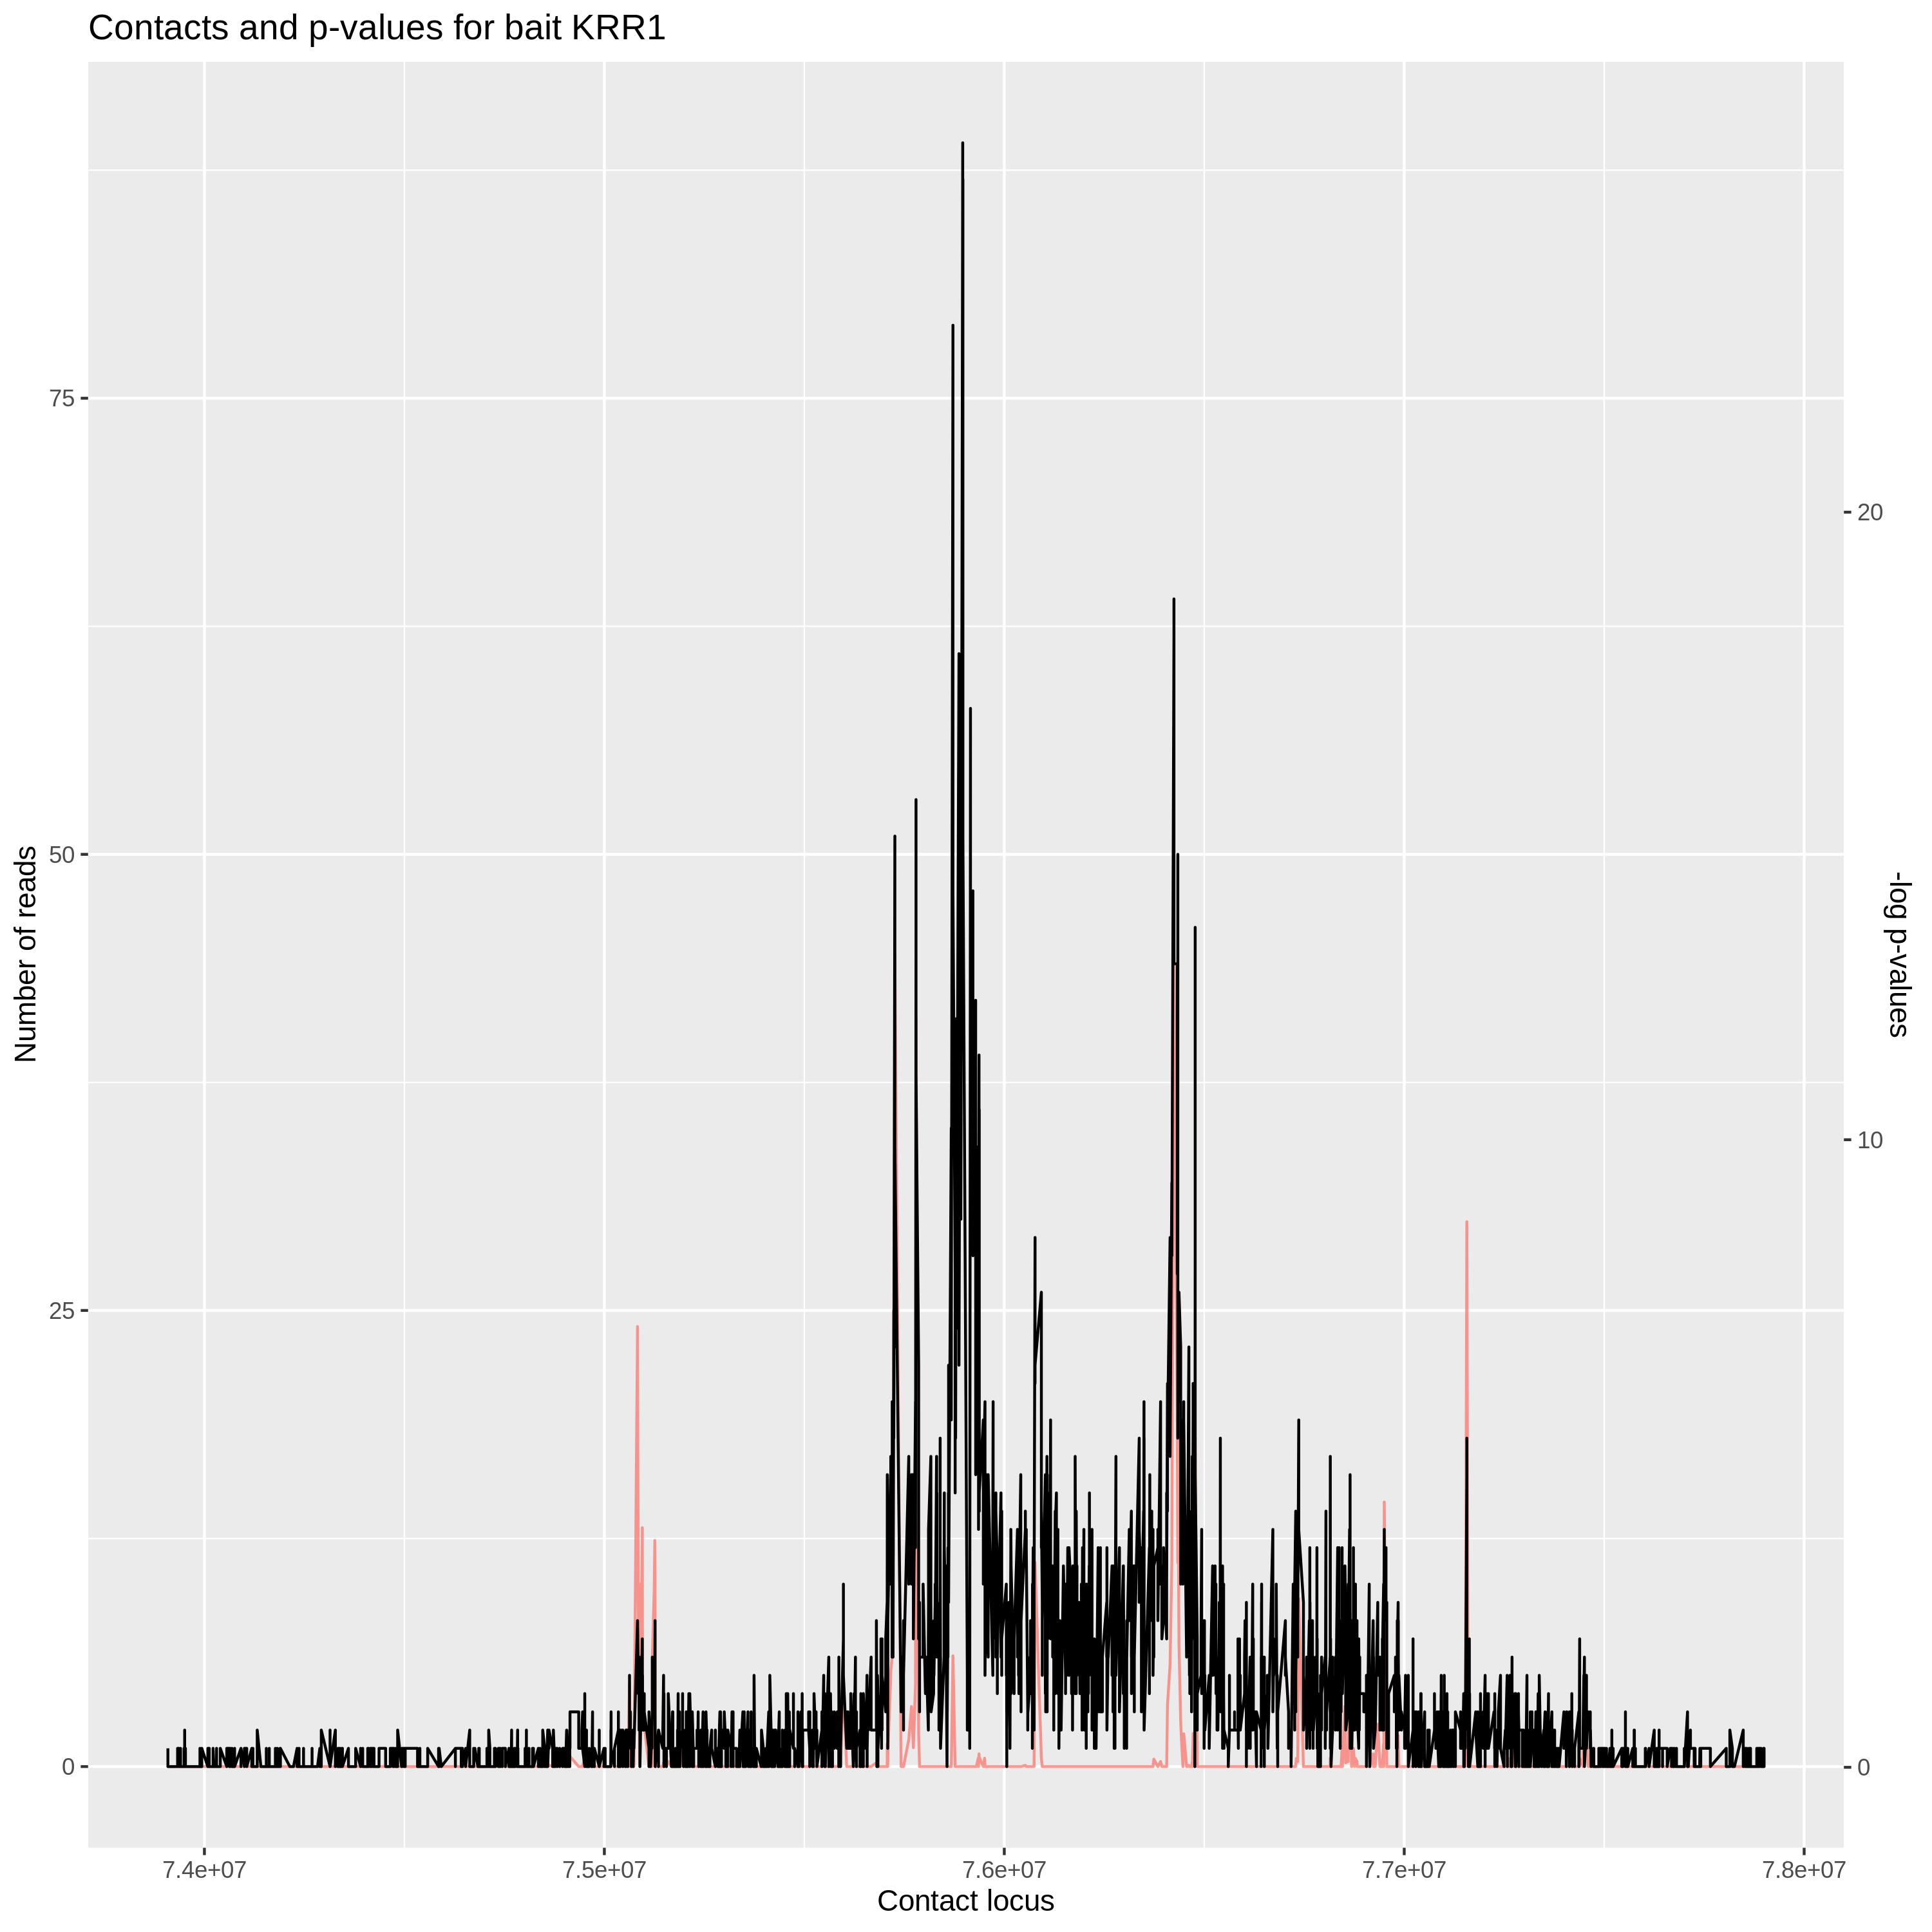 Contacts and p-values for bait KRR1
75
50
25
0
20
10
0
Number of reads
-log p-values
7.4e+07
7.5e+07
7.6e+07
7.7e+07
7.8e+07
Contact locus